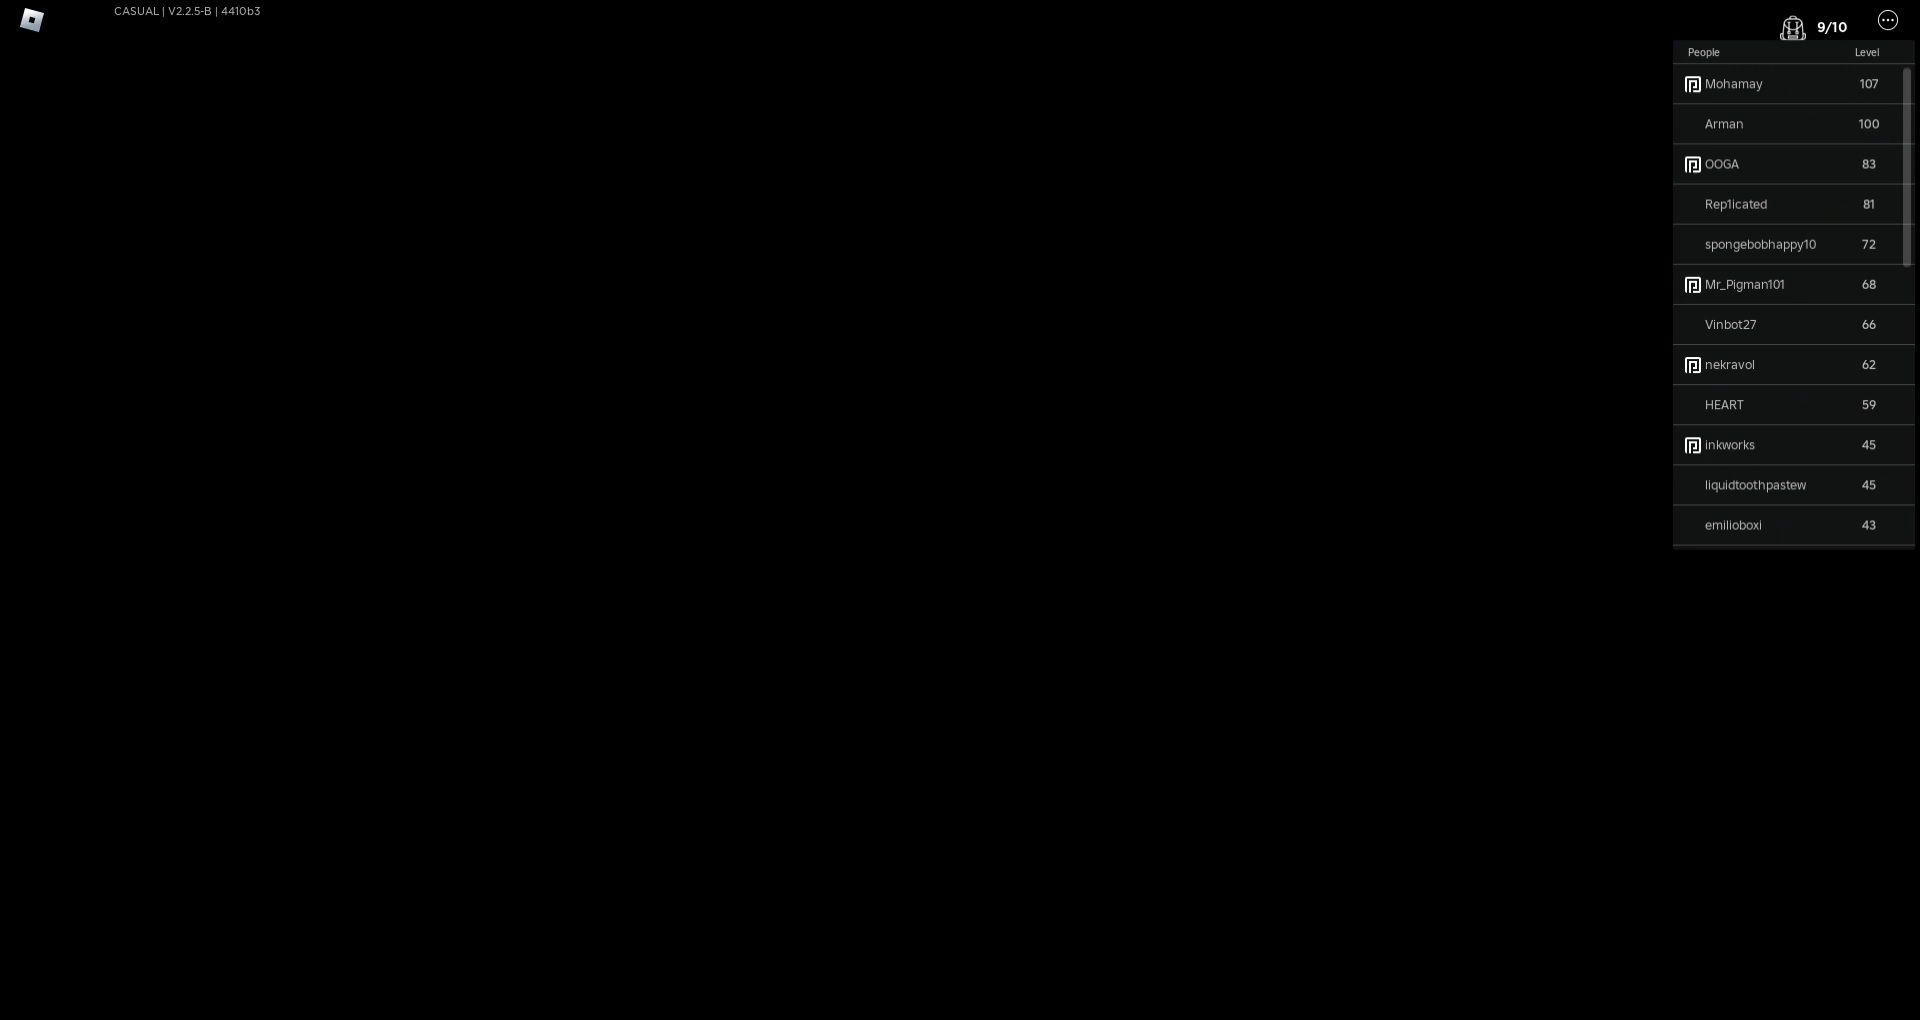 CASUAL | V2.2.5-B | 4410b3
9/10
People Level
Mohamay 107
Arman 100
OOGA 83
Rep1icated 81
spongebobhappy10 72
Mr_Pigman101 68
Vinbot27 66
nekravol 62
HEART 59
inkworks 45
liquidtoothpastew 45
emilioboxi 43